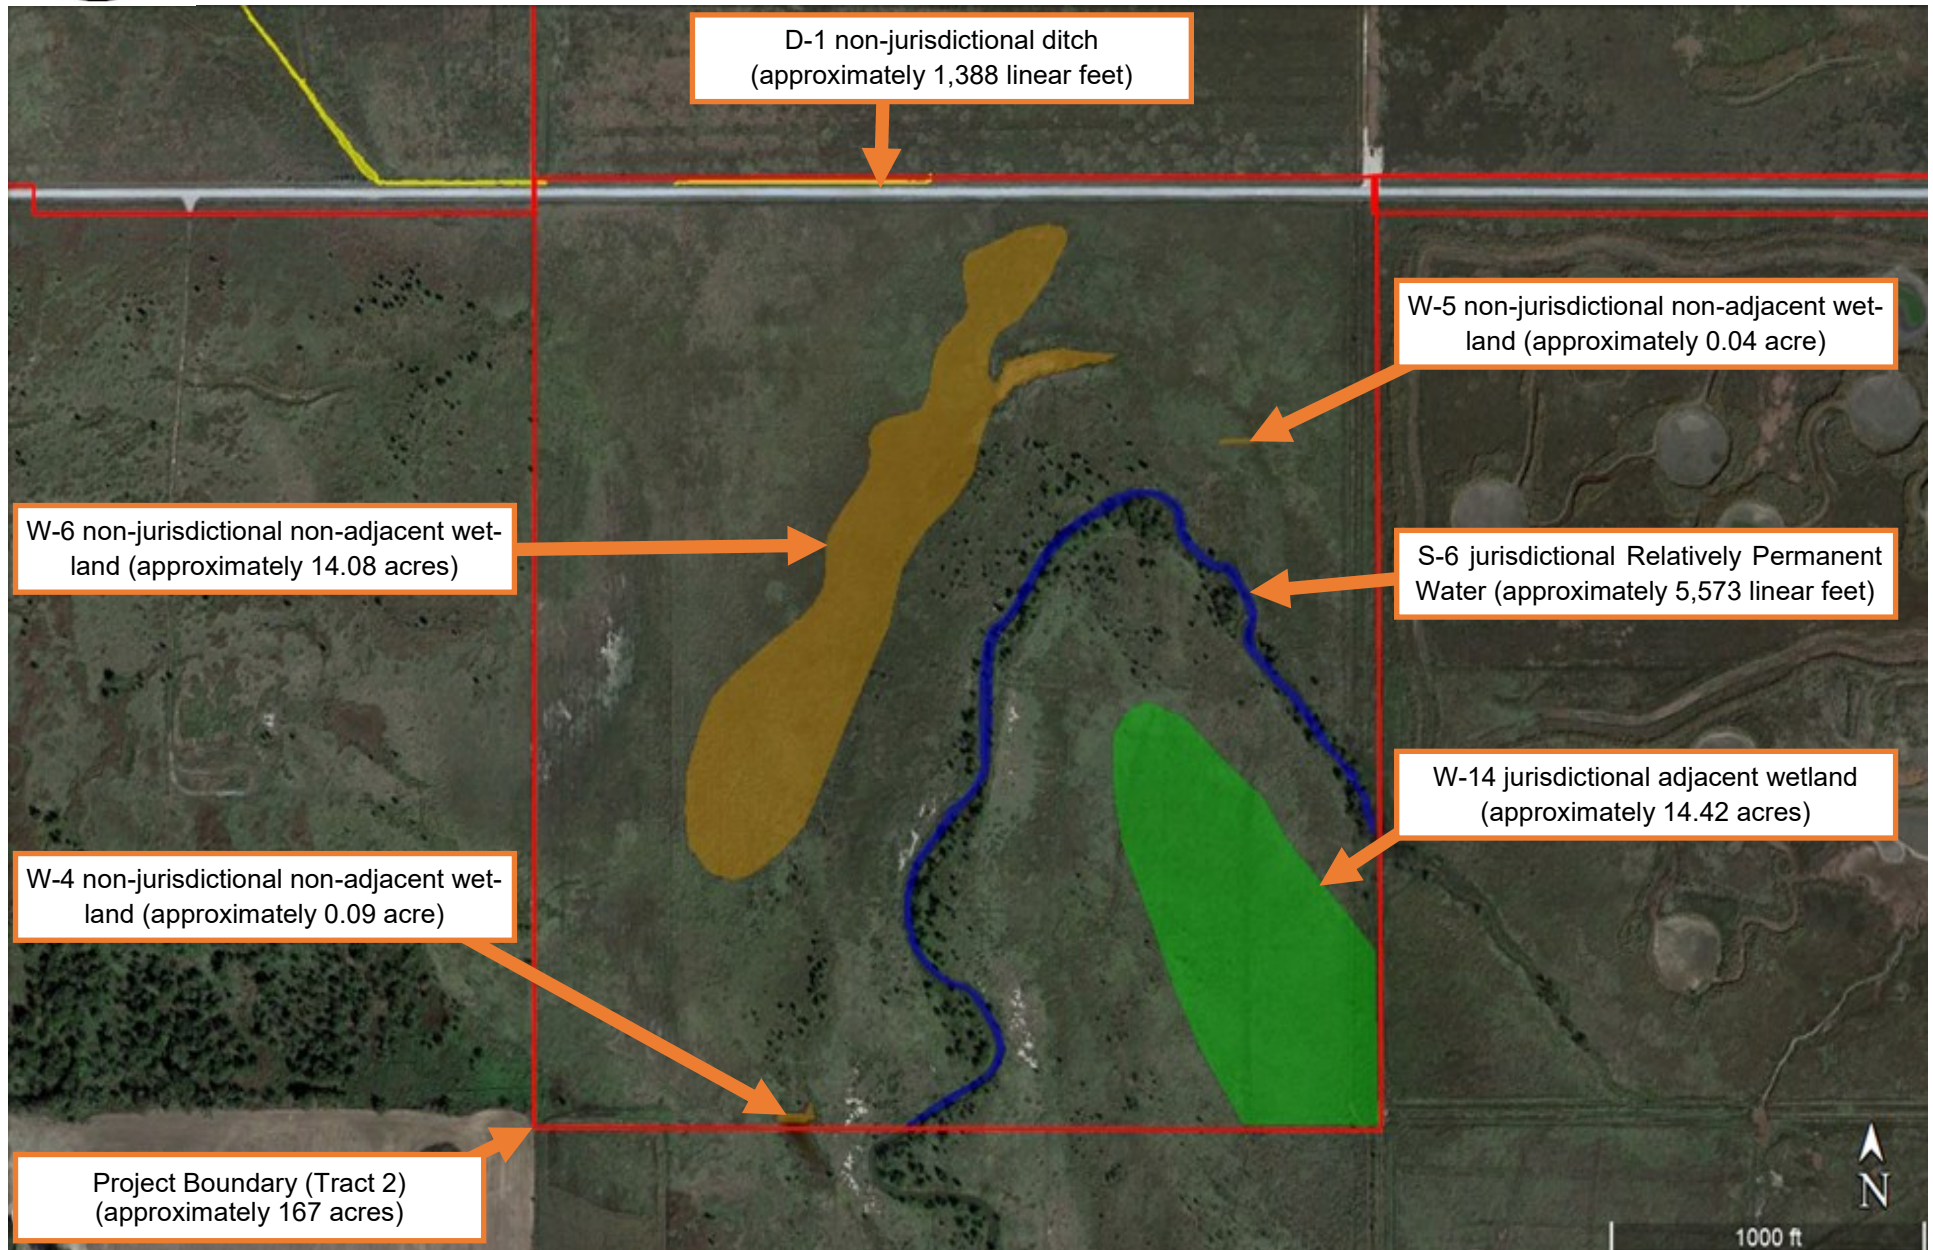 D-1 non-jurisdictional ditch
(approximately 1,388 linear feet)
W-5 non-jurisdictional non-adjacent wet-
land (approximately 0.04 acre)
W-6 non-jurisdictional non-adjacent wet-
land (approximately 14.08 acres)
S-6 jurisdictional Relatively Permanent
Water (approximately 5,573 linear feet)
W-14 jurisdictional adjacent wetland
(approximately 14.42 acres)
W-4 non-jurisdictional non-adjacent wet-
land (approximately 0.09 acre)
Project Boundary (Tract 2)
(approximately 167 acres)
N
1000 ft